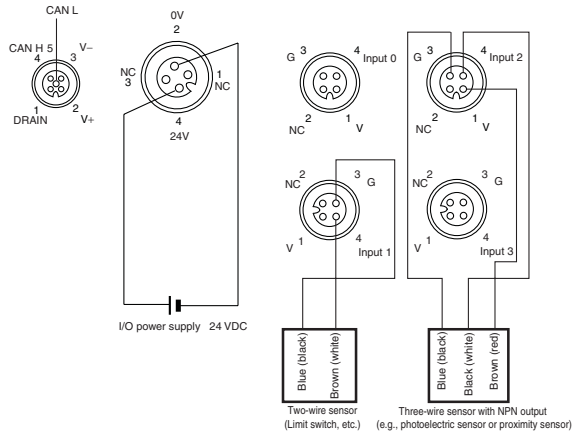 CAN L
CAN H 5 V–
4 3
1 2
DRAIN V+
0V
2
NC
3
1
NC
4
24V
I/O power supply 24 VDC
G 3 4 Input 0
2 1
NC V
G 3 4 Input 2
2 1
NC V
NC 2 3 G
V 1 4
Input 1
NC 2 3 G
V 1 4
Input 3
Blue (black)
Brown (white)
Blue (black)
Black (white)
Brown (red)
Two-wire sensor
(Limit switch, etc.)
Three-wire sensor with NPN output
(e.g., photoelectric sensor or proximity sensor)